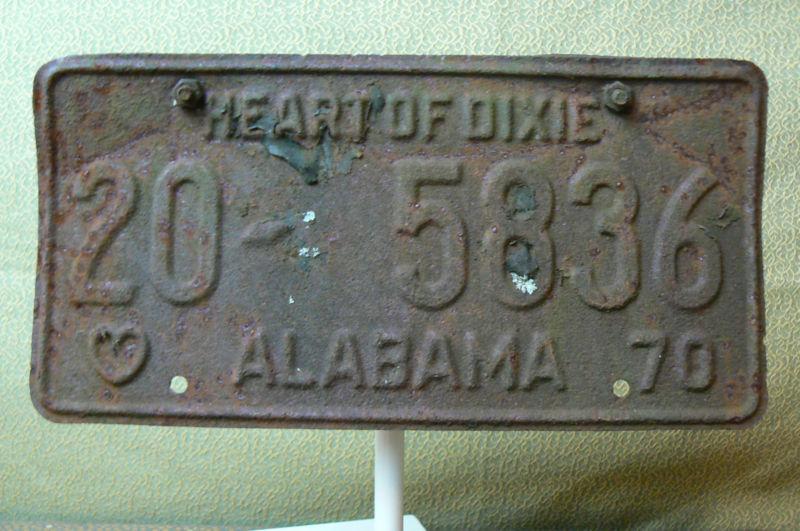 HEART OF DIXIE
20-5836
ALABAMA 70